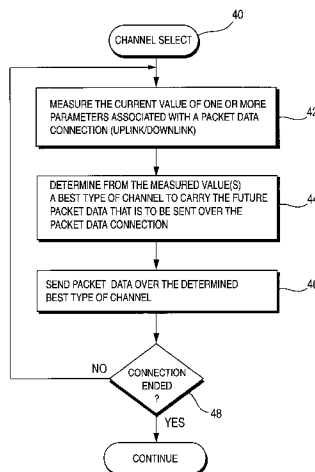 40
CHANNEL SELECT
MEASURE THE CURRENT VALUE OF ONE OR MORE
PARAMETERS ASSOCIATED WITH A PACKET DATA
CONNECTION (UPLINK/DOWNLINK)
42
DETERMINE FROM THE MEASURED VALUE(S)
A BEST TYPE OF CHANNEL TO CARRY THE FUTURE
PACKET DATA THAT IS TO BE SENT OVER THE
PACKET DATA CONNECTION
44
SEND PACKET DATA OVER THE DETERMINED
BEST TYPE OF CHANNEL
46
NO
CONNECTION
ENDED
?
48
YES
CONTINUE